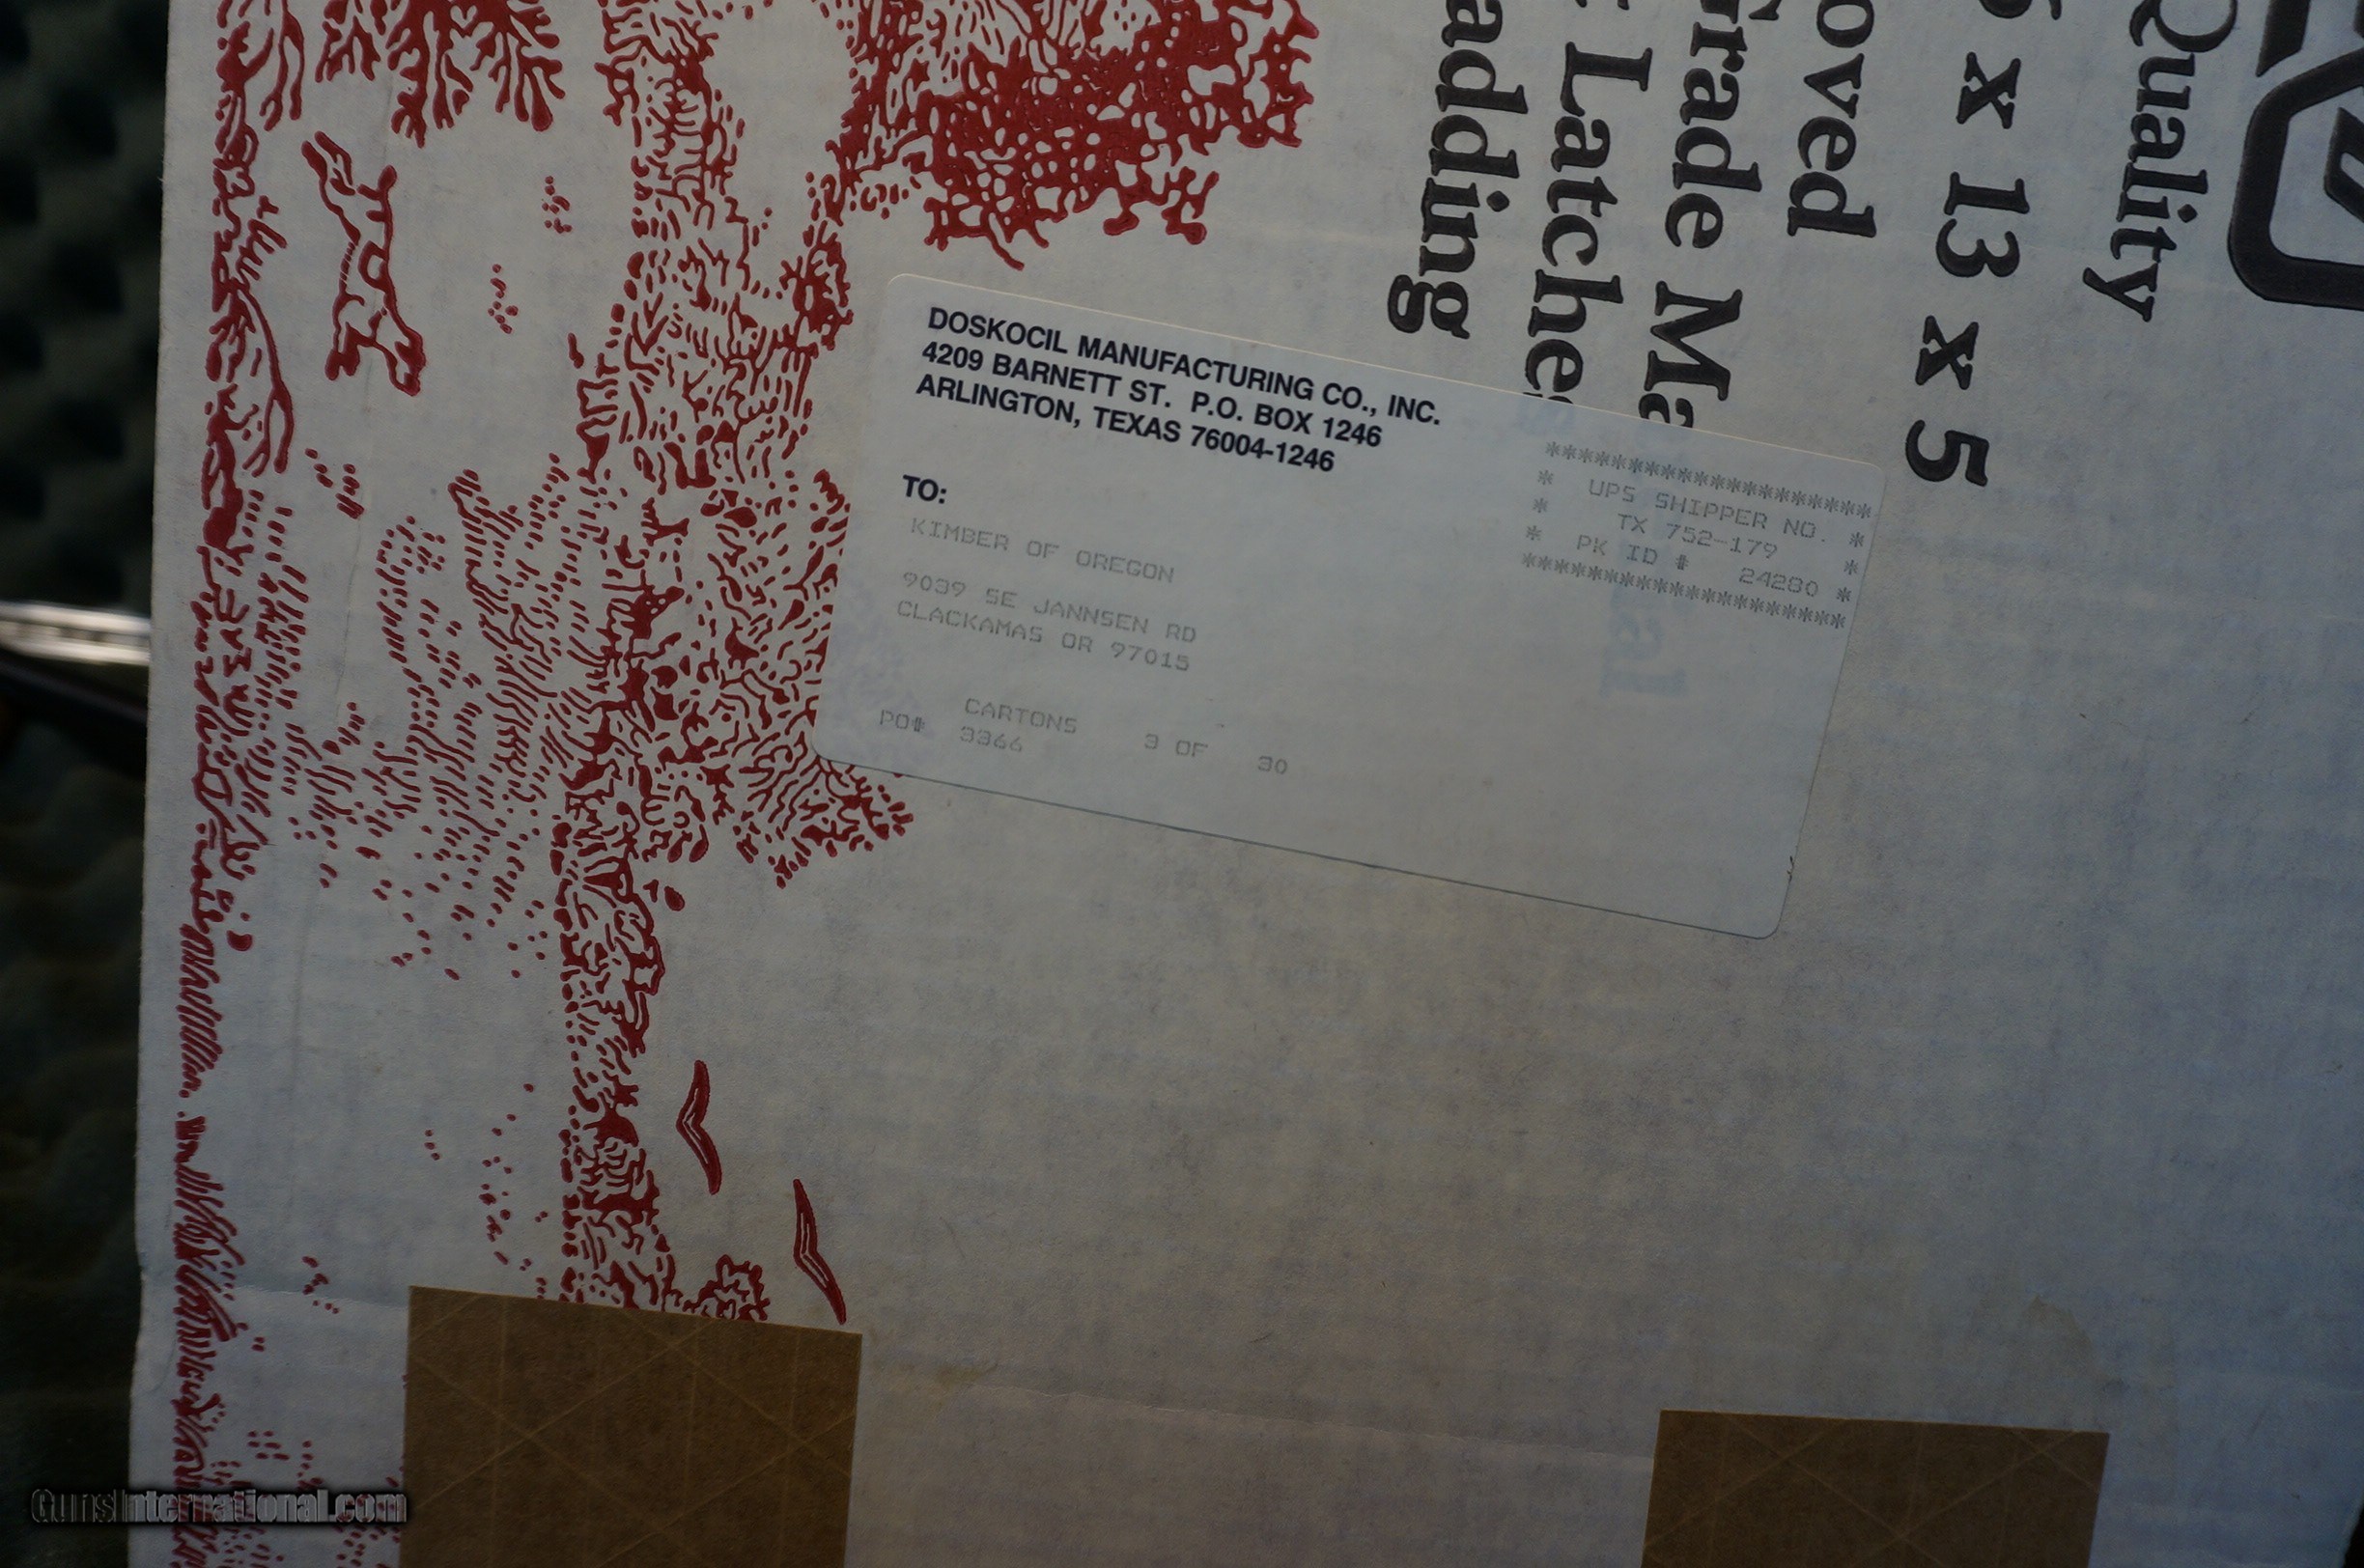 Quality
x 13 x 5
oved
rade Ma
Latches
adding
DOSKOCIL MANUFACTURING CO., INC.
4209 BARNETT ST. P.O. BOX 1246
ARLINGTON, TEXAS 76004-1246
TO:
KIMBER OF OREGON
9039 SE JANNSEN RD
CLACKAMAS OR 97015
CARTONS 3 OF 30
PO# 3366
*********************
* UPS SHIPPER NO. *
* TX 752-179 *
* PK ID # 24280 *
*********************
GunsInternational.com